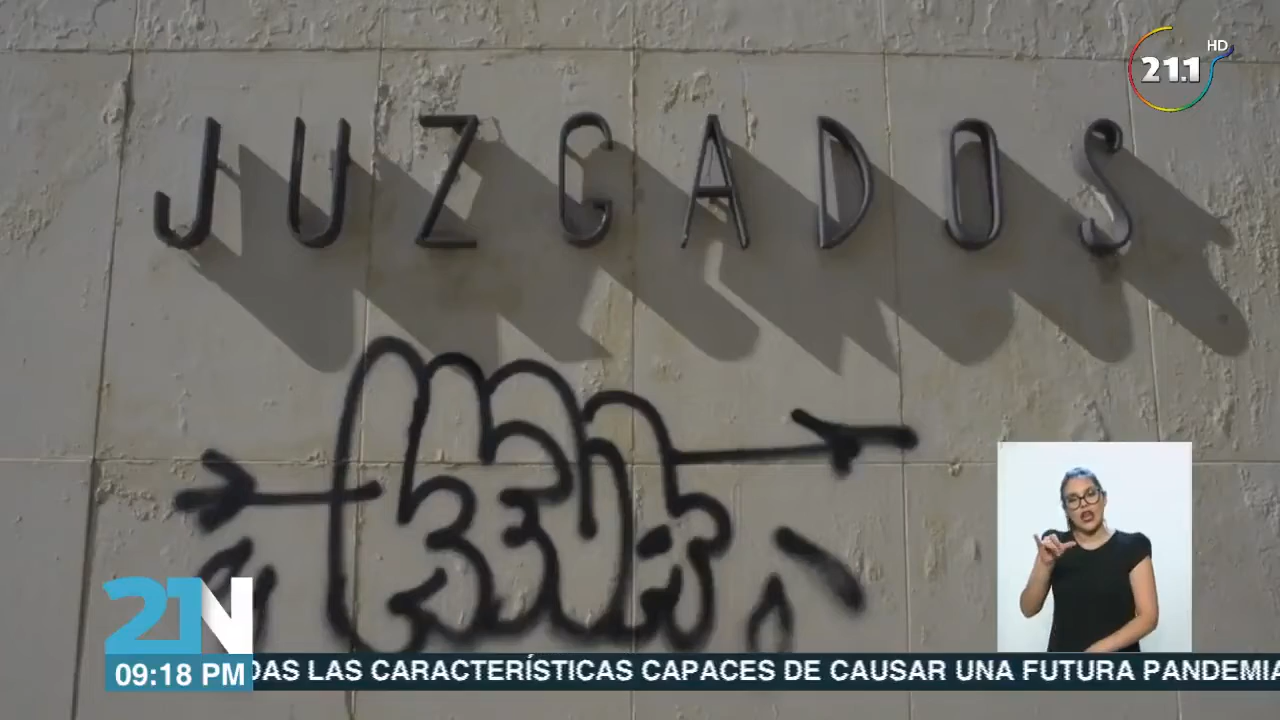 HD
21.1
JUZGADOS
21N
09:18 PM
DAS LAS CARACTERÍSTICAS CAPACES DE CAUSAR UNA FUTURA PANDEMIA